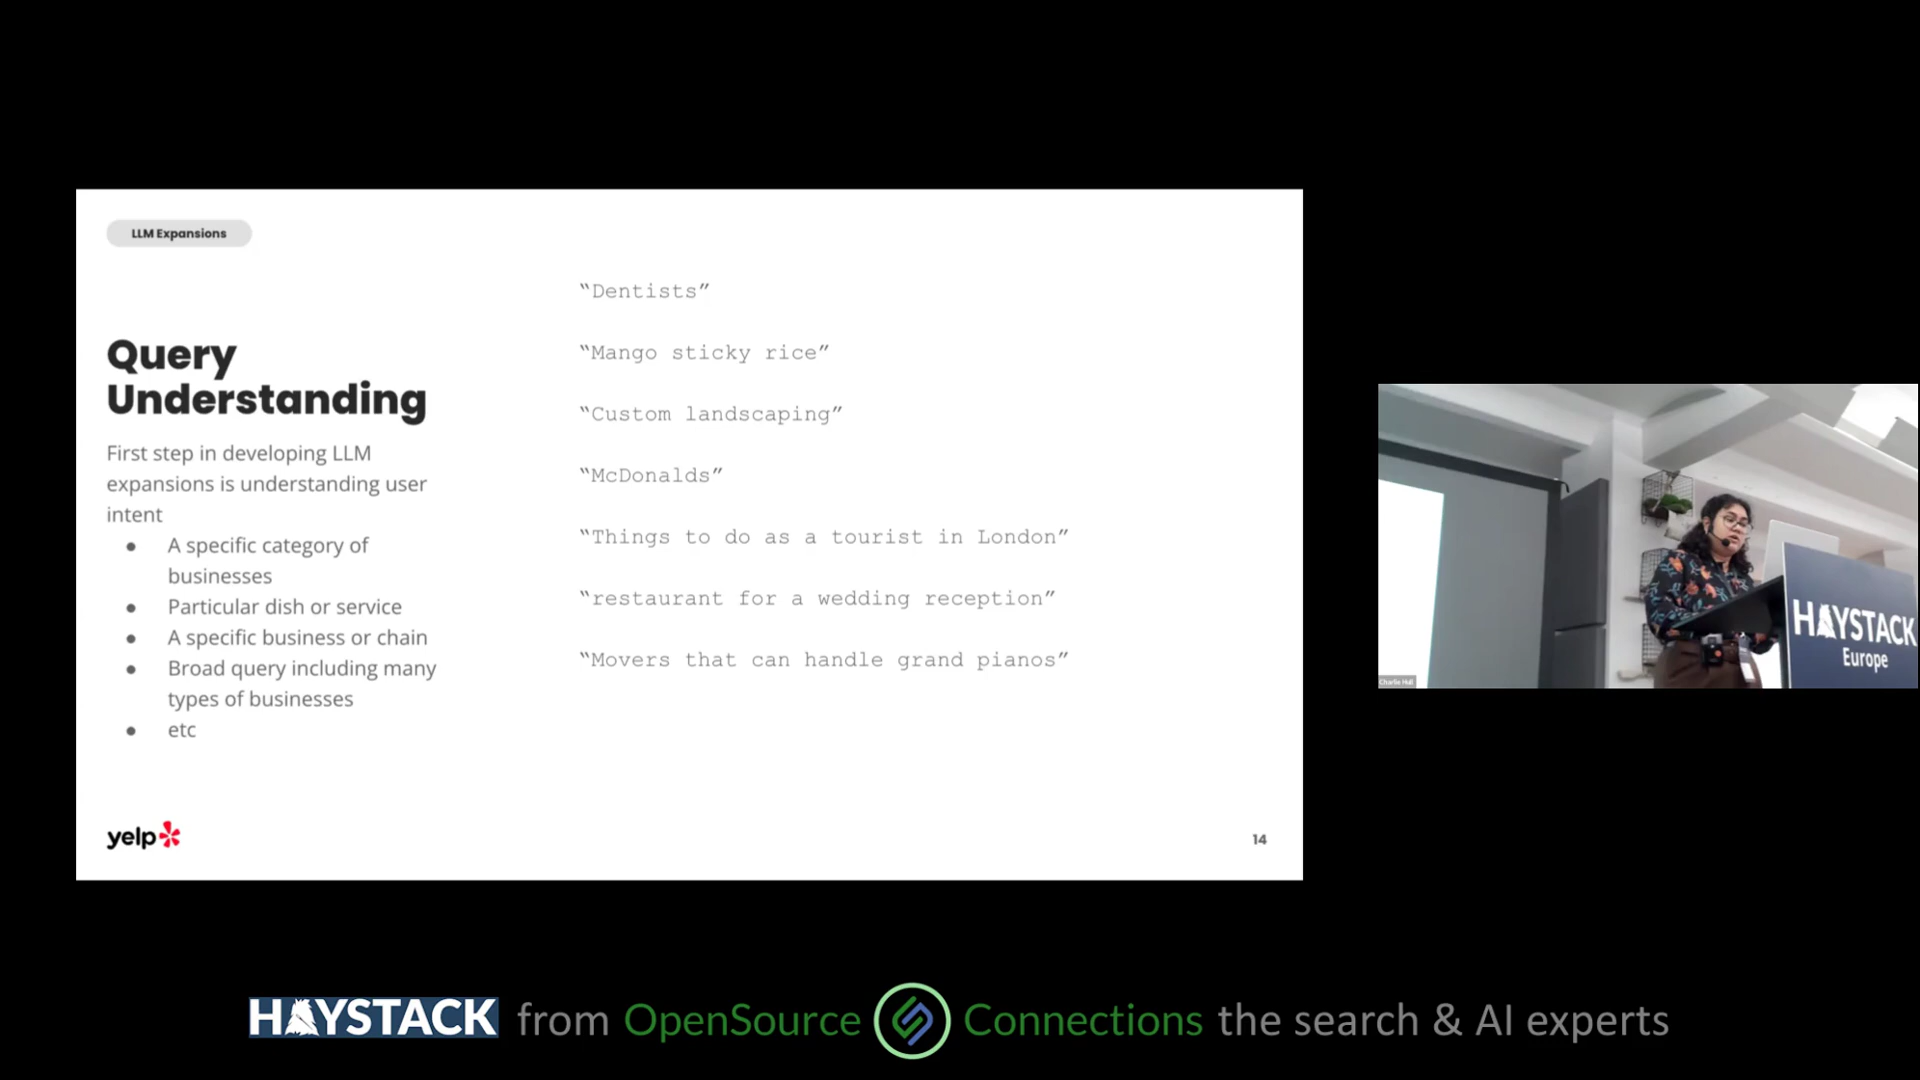 LLM Expansions
Query
Understanding
First step in developing LLM
expansions is understanding user
intent
● A specific category of
businesses
● Particular dish or service
● A specific business or chain
● Broad query including many
types of businesses
● etc
“Dentists”
“Mango sticky rice”
“Custom landscaping”
“McDonalds”
“Things to do as a tourist in London”
“restaurant for a wedding reception”
“Movers that can handle grand pianos”
yelp
14
HAYSTACK
Europe
Charlie Hull
HAYSTACK from OpenSource Connections the search & AI experts